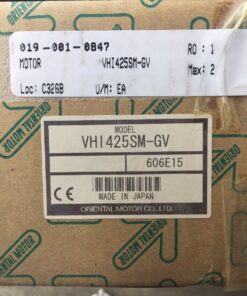 019-001-0847 RO: 1
MOTOR VHI425SM-GV Max: 2
Loc: C326B U/M: EA
MODEL
VHI425SM-GV
606E15
CE
MADE IN JAPAN
ORIENTAL MOTOR CO., LTD.